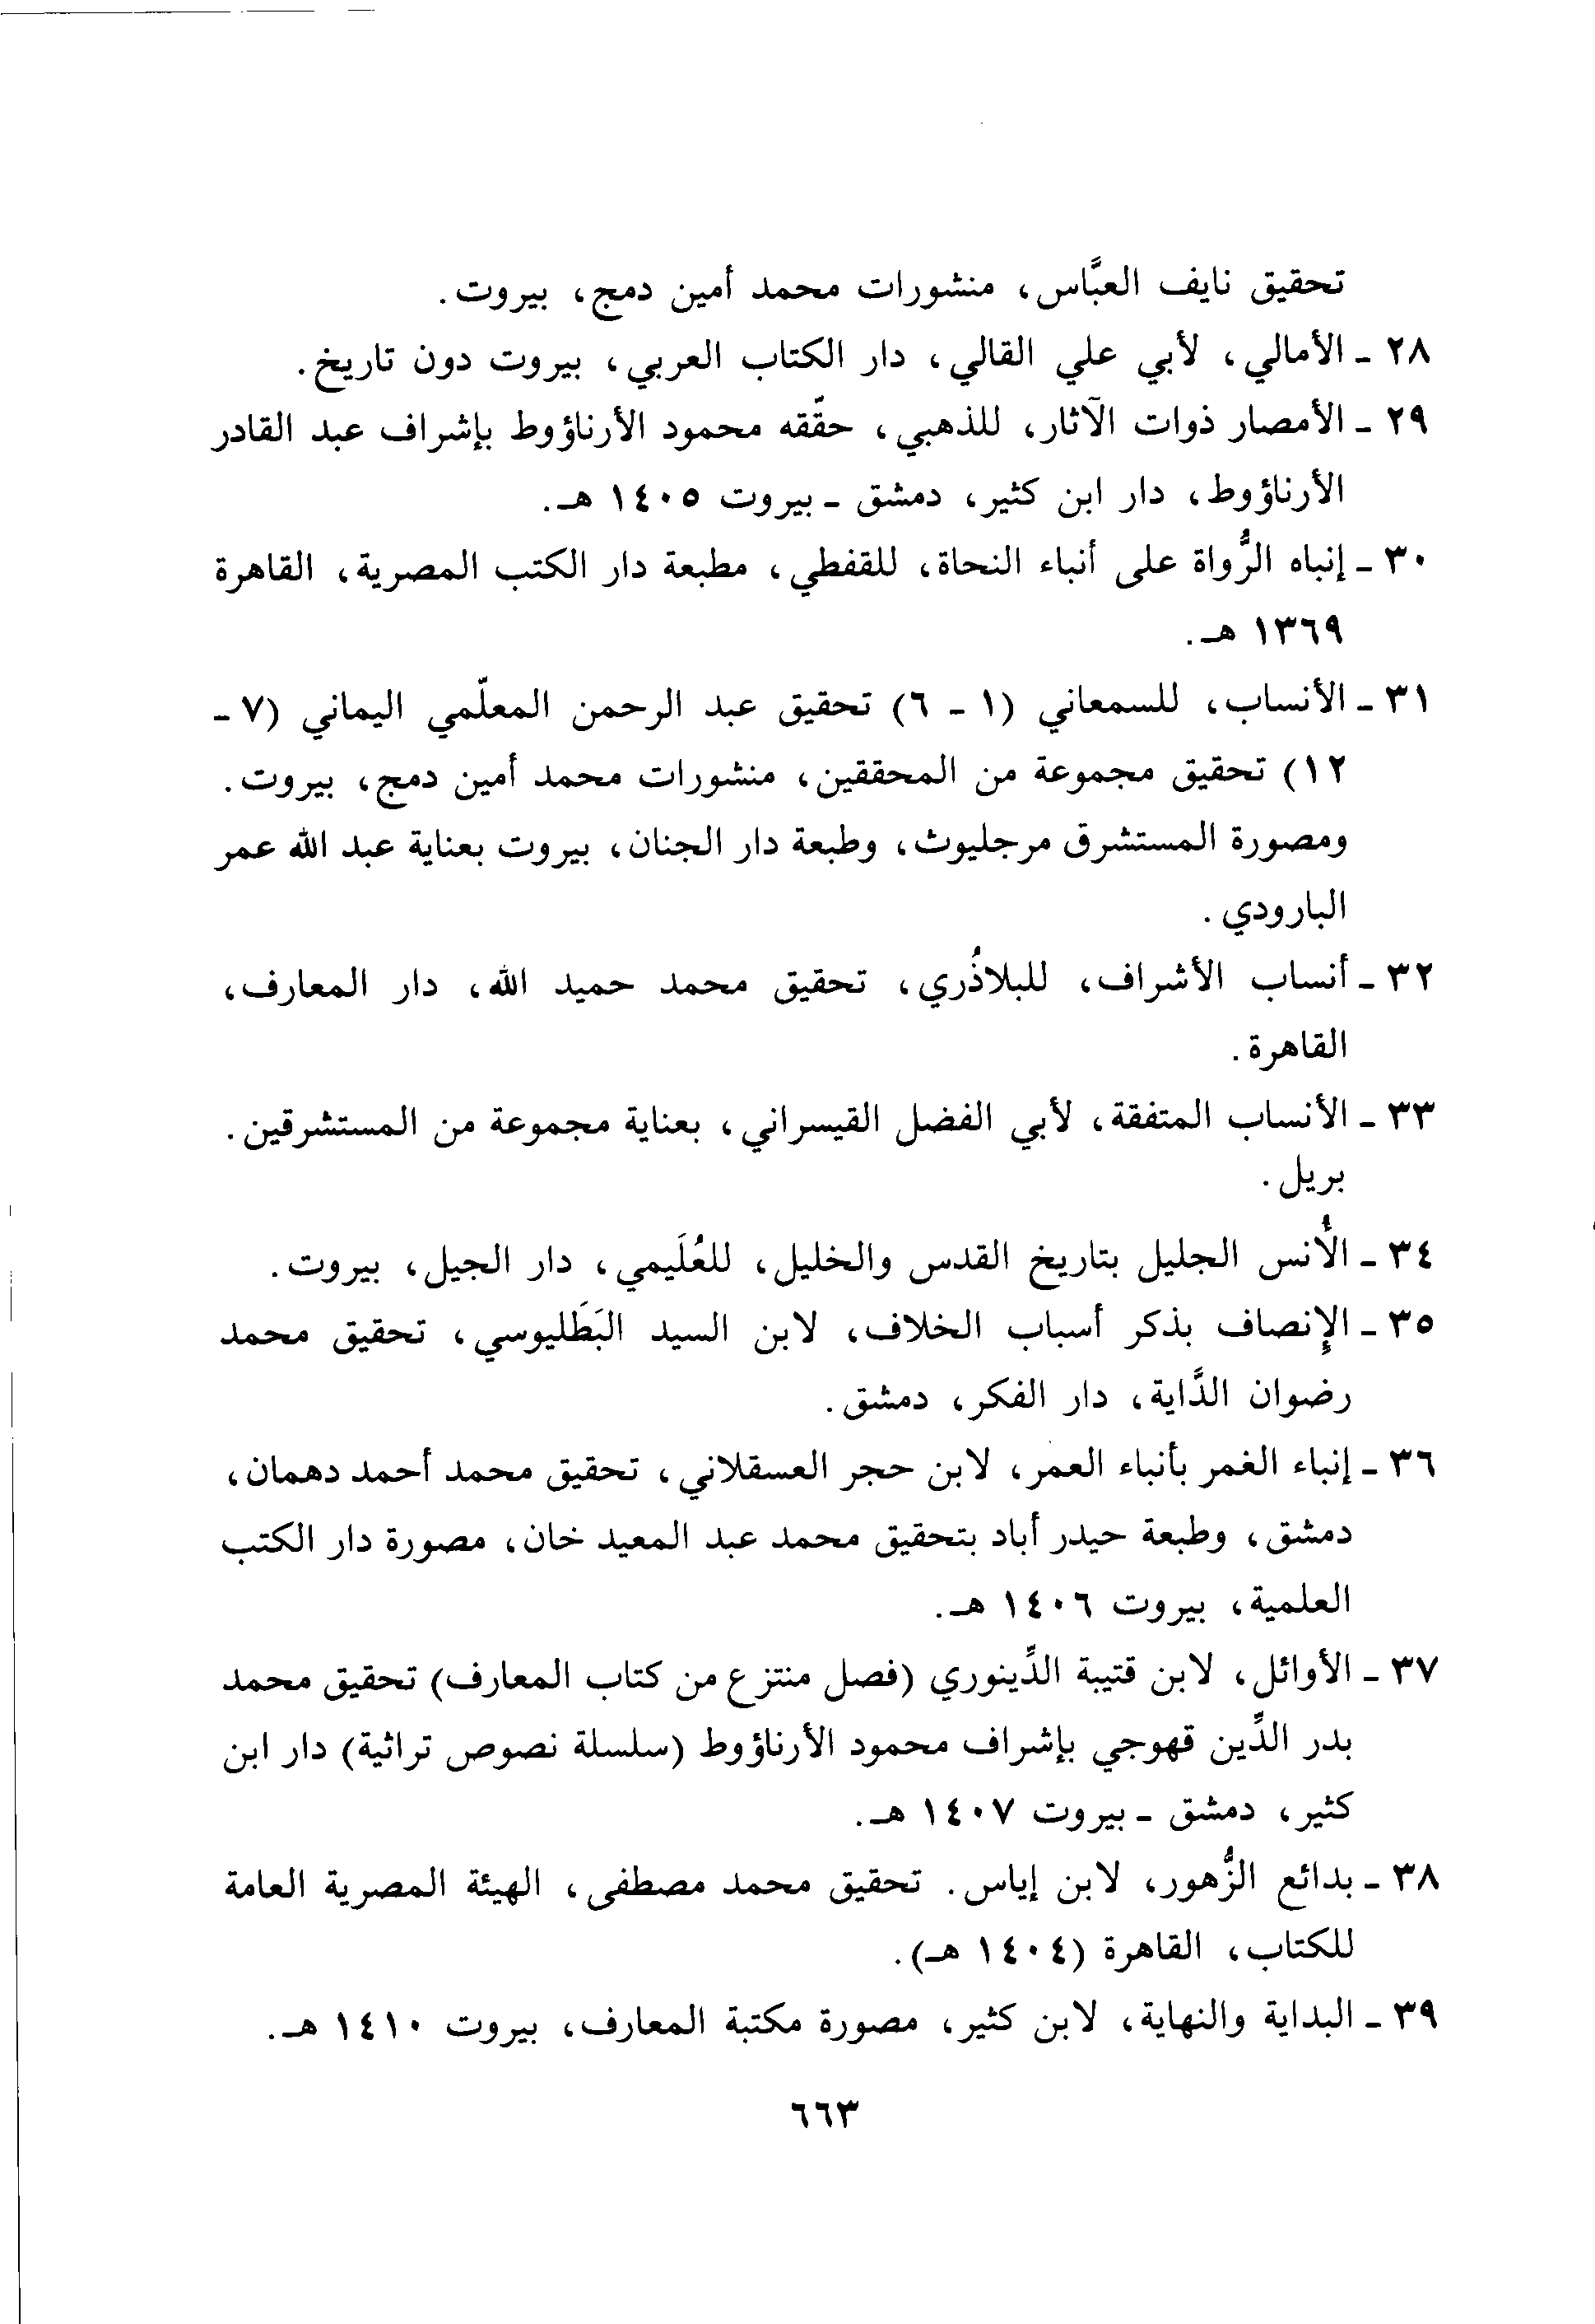 تحقيق نايف العبَّاس، منشورات محمد أمين دمج، بيروت.
٢٨ - الأمالي، لأبي علي القالي، دار الكتاب العربي، بيروت دون تاريخ.
٢٩ - الأمصار ذوات الآثار، للذهبي، حقّقه محمود الأرناؤوط بإشراف عبد القادر
الأرناؤوط، دار ابن كثير، دمشق - بيروت ١٤٠٥ هـ.
٣٠ - إنباه الرُّواة على أنباء النحاة، للقفطي، مطبعة دار الكتب المصرية، القاهرة
١٣٦٩ هـ.
٣١ - الأنساب، للسمعاني (١ - ٦) تحقيق عبد الرحمن المعلّمي اليماني (٧ -
١٢) تحقيق مجموعة من المحققين، منشورات محمد أمين دمج، بيروت.
ومصورة المستشرق مرجليوث، وطبعة دار الجنان، بيروت بعناية عبد الله عمر
البارودي.
٣٢ - أنساب الأشراف، للبلاذُري، تحقيق محمد حميد الله، دار المعارف،
القاهرة.
٣٣ - الأنساب المتفقة، لأبي الفضل القيسراني، بعناية مجموعة من المستشرقين.
بريل.
٣٤ - الأُنس الجليل بتاريخ القدس والخليل، للعُلَيمي، دار الجيل، بيروت.
٣٥ - الإِنصاف بذكر أسباب الخلاف، لابن السيد البَطَليوسي، تحقيق محمد
رضوان الدَّاية، دار الفكر، دمشق.
٣٦ - إنباء الغمر بأنباء العمر، لابن حجر العسقلاني، تحقيق محمد أحمد دهمان،
دمشق، وطبعة حيدر أباد بتحقيق محمد عبد المعيد خان، مصورة دار الكتب
العلمية، بيروت ١٤٠٦ هـ.
٣٧ - الأوائل، لابن قتيبة الدِّينوري (فصل منتزع من كتاب المعارف) تحقيق محمد
بدر الدِّين قهوجي بإشراف محمود الأرناؤوط (سلسلة نصوص تراثية) دار ابن
كثير، دمشق - بيروت ١٤٠٧ هـ.
٣٨ - بدائع الزُّهور، لابن إياس. تحقيق محمد مصطفى، الهيئة المصرية العامة
للكتاب، القاهرة (١٤٠٤ هـ).
٣٩ - البداية والنهاية، لابن كثير، مصورة مكتبة المعارف، بيروت ١٤١٠ هـ.
٦٦٣